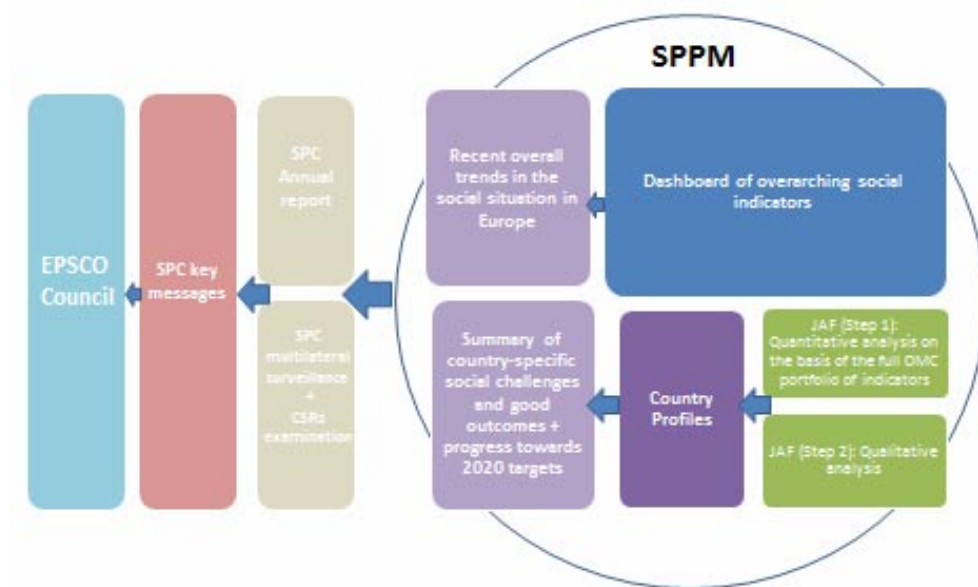 SPPM
EPSCO
Council
SPC key
messages
SPC
Annual
report
SPC
multilateral
surveillance
+
CSRs
examination
Recent overall
trends in the
social situation in
Europe
Dashboard of overarching social
indicators
Summary of
country-specific
social challenges
and good
outcomes +
progress towards
2020 targets
Country
Profiles
JAF (Step 1):
Quantitative analysis on
the basis of the full OMC
portfolio of indicators
JAF (Step 2): Qualitative
analysis